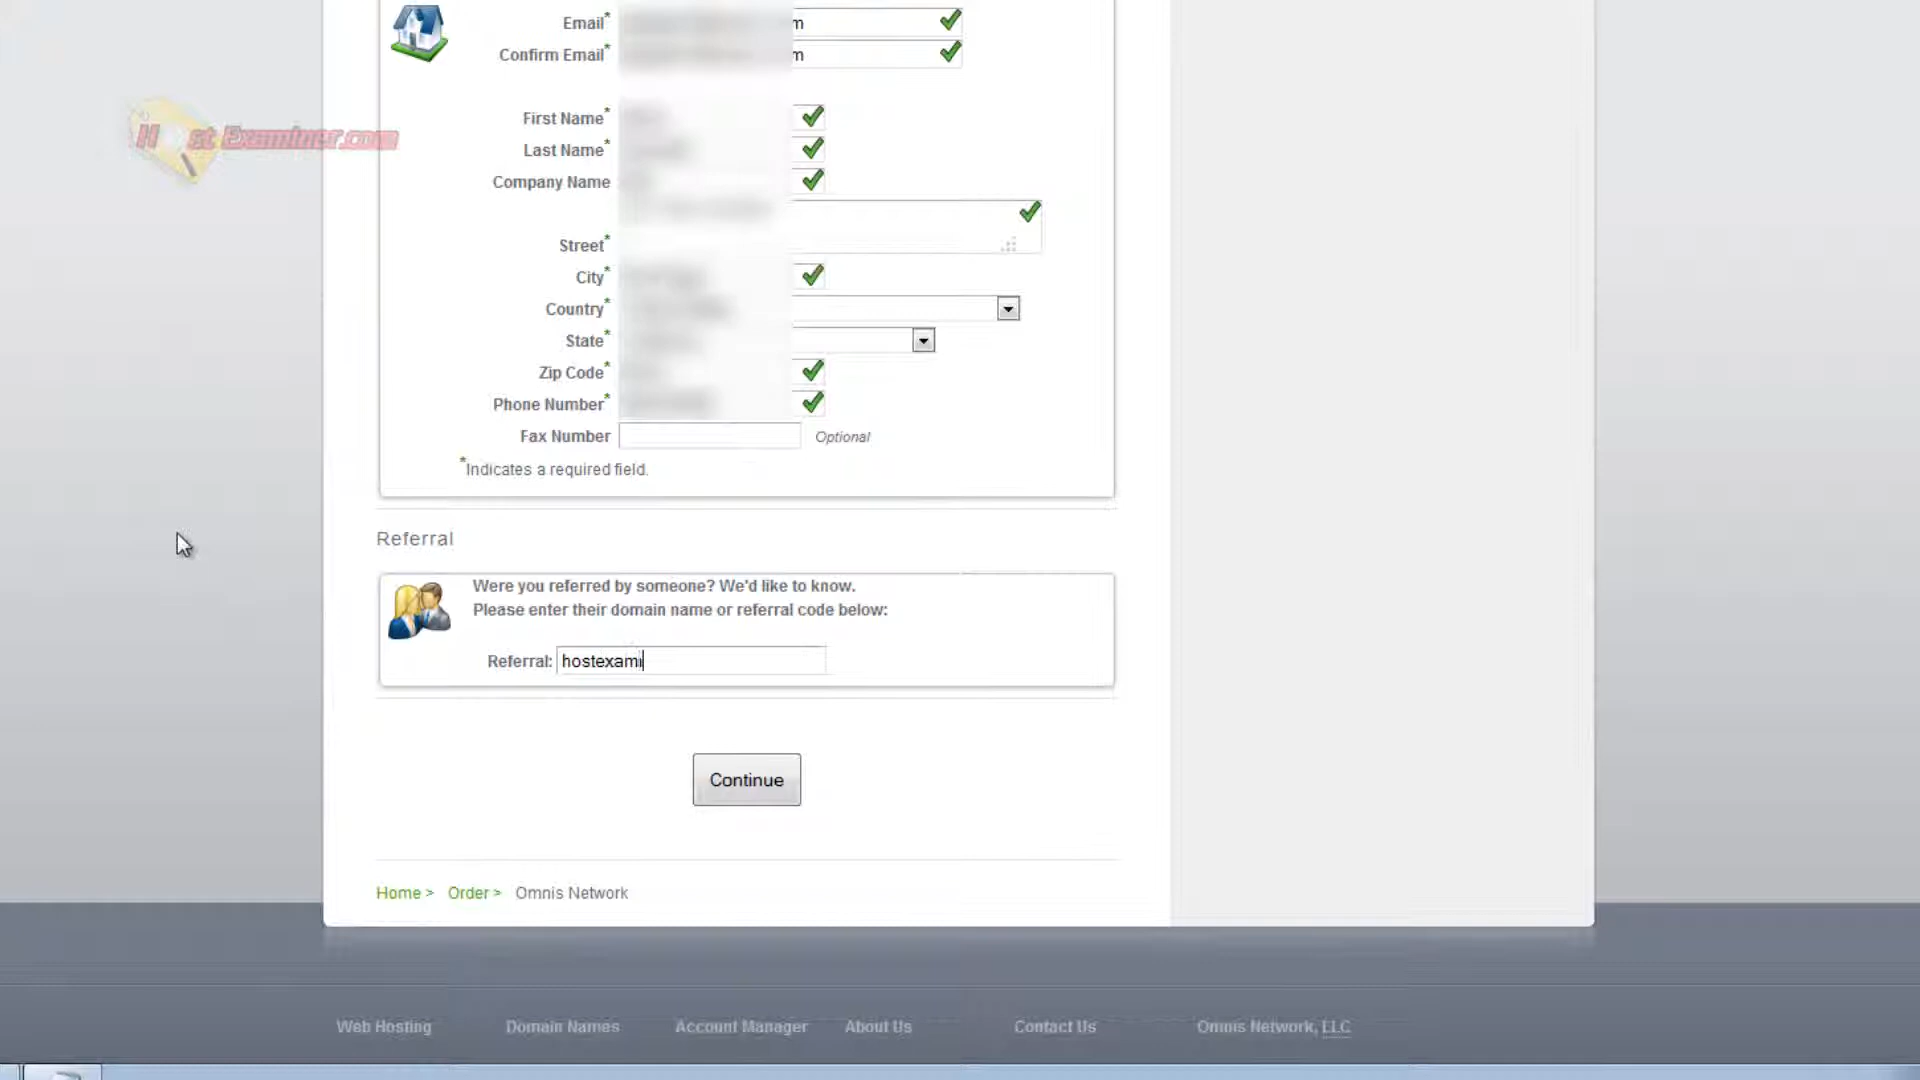 Email* m
Confirm Email* m
First Name*
Host Examiner.com
Last Name*
Company Name
Street*
City*
Country*
State*
Zip Code*
Phone Number*
Fax Number Optional
*Indicates a required field.
Referral
Were you referred by someone? We'd like to know.
Please enter their domain name or referral code below:
Referral: hostexami
Continue
Home > Order > Omnis Network
Web Hosting Domain Names Account Manager About Us Contact Us Omnis Network, LLC